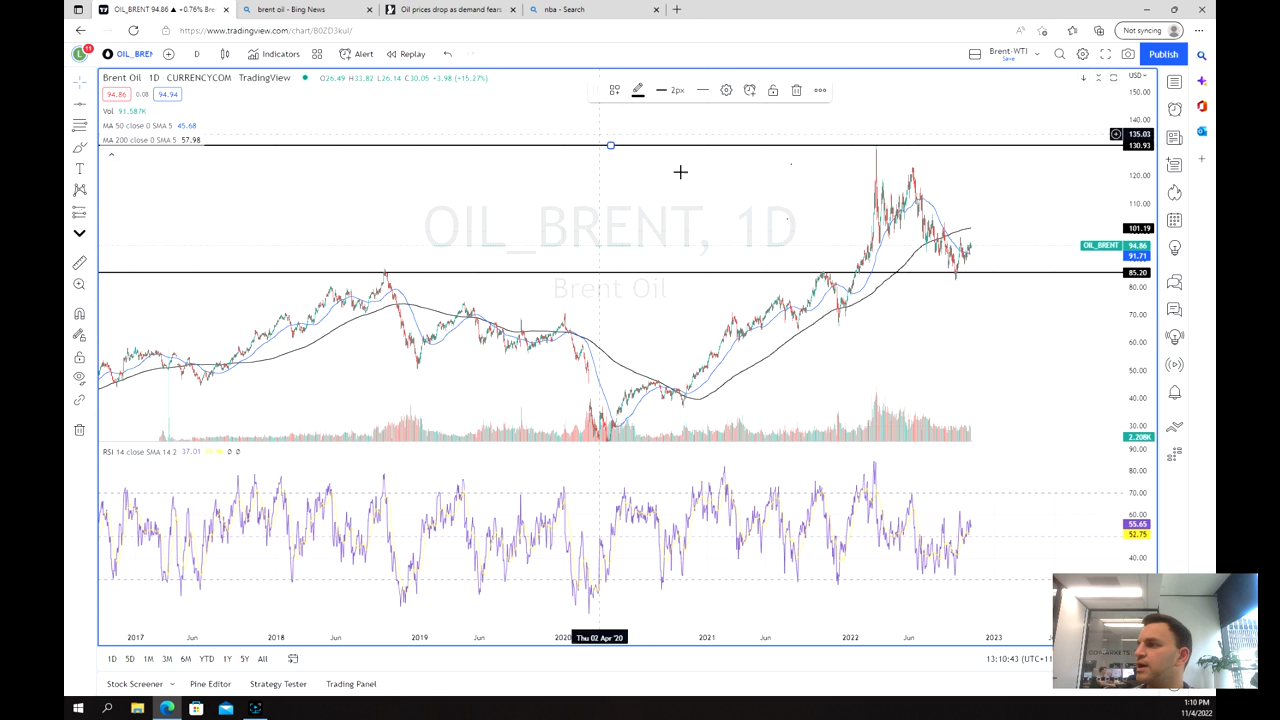 OIL_BRENT 94.86 ▲ +0.76% Bre
brent oil - Bing News
Oil prices drop as demand fears
nba - Search
https://www.tradingview.com/chart/B0ZD3kul/
Not syncing
11
OIL_BREN
D
Indicators
Alert
Replay
Brent-WTI
Save
Publish
Brent Oil 1D CURRENCYCOM TradingView
O26.49 H33.82 L26.14 C30.05 +3.98 (+15.27%)
USD
94.86 0.08 94.94
2px
Vol 91.587K
MA 50 close 0 SMA 5 45.68
MA 200 close 0 SMA 5 57.98
150.00
140.00
135.03
130.93
120.00
110.00
101.19
OIL_BRENT 94.86
91.71
85.20
80.00
70.00
60.00
50.00
40.00
30.00
2.208K
OIL_BRENT, 1D
Brent Oil
RSI 14 close SMA 14 2 37.01
90.00
80.00
70.00
60.00
55.65
52.75
40.00
2017 Jun 2018 Jun 2019 Jun 2020 Thu 02 Apr '20 2021 Jun 2022 Jun 2023
1D 5D 1M 3M 6M YTD 1Y 5Y All
13:10:43 (UTC+11
Stock Screener
Pine Editor
Strategy Tester
Trading Panel
1:10 PM
11/4/2022